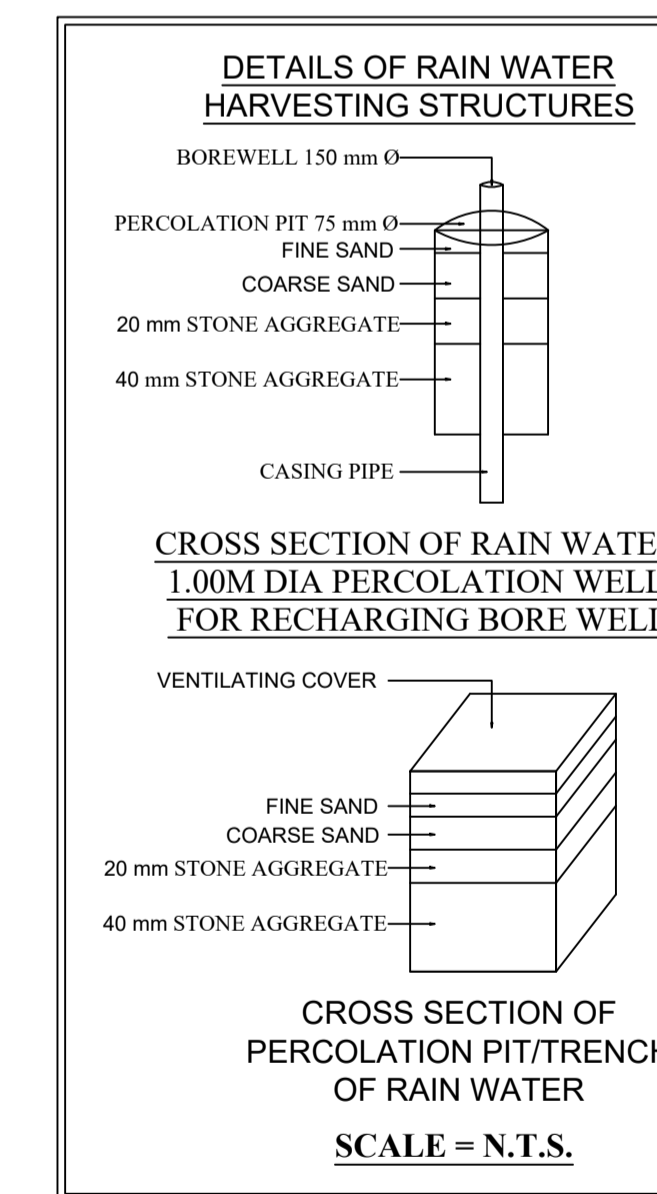 DETAILS OF RAIN WATER
HARVESTING STRUCTURES
BOREWELL 150 mm Ø
PERCOLATION PIT 75 mm Ø
FINE SAND
COARSE SAND
20 mm STONE AGGREGATE
40 mm STONE AGGREGATE
CASING PIPE
CROSS SECTION OF RAIN WATE
1.00M DIA PERCOLATION WELL
FOR RECHARGING BORE WELL
VENTILATING COVER
FINE SAND
COARSE SAND
20 mm STONE AGGREGATE
40 mm STONE AGGREGATE
CROSS SECTION OF
PERCOLATION PIT/TRENCH
OF RAIN WATER
SCALE = N.T.S.